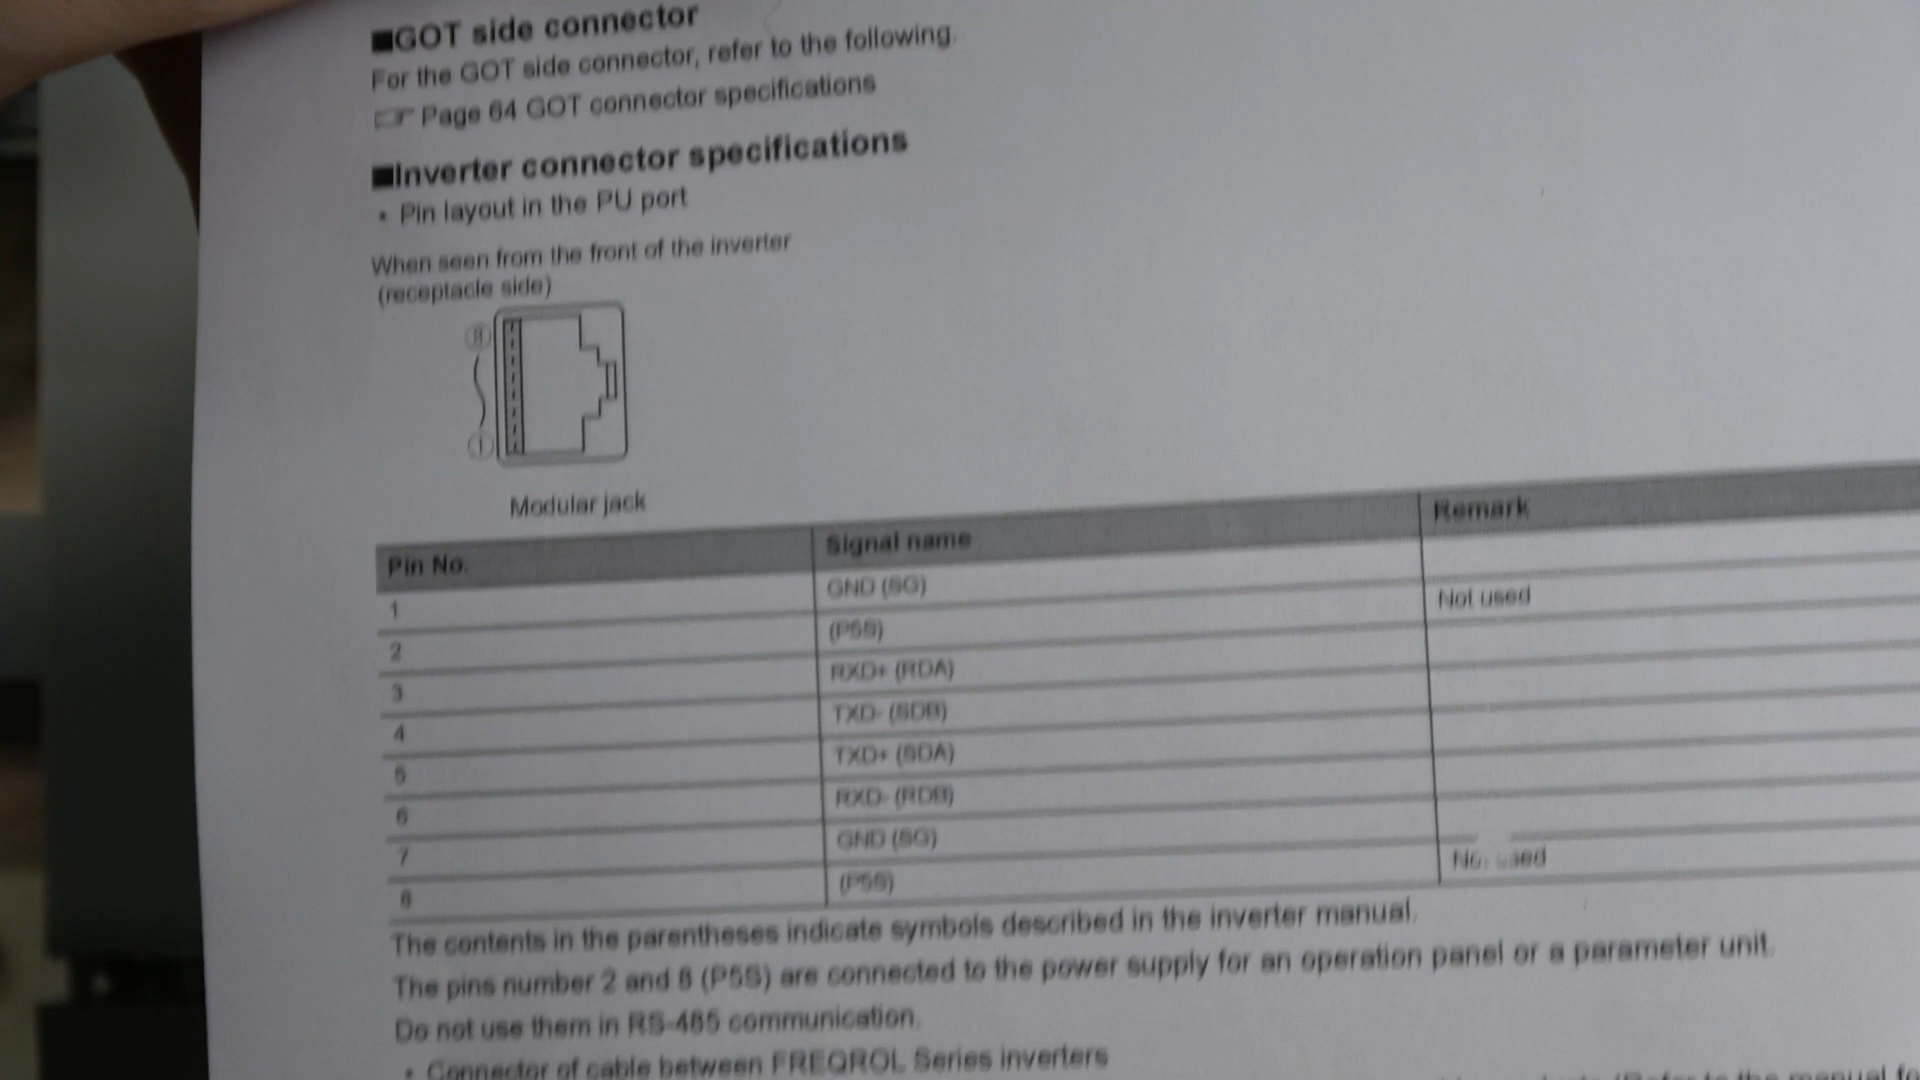 ■GOT side connector
For the GOT side connector, refer to the following.
☞ Page 64 GOT connector specifications
■Inverter connector specifications
• Pin layout in the PU port
When seen from the front of the inverter
(receptacle side)
8
1
Modular jack
Pin No. Signal name Remark
1 GND (SG)
2 (P5S) Not used
3 RXD+ (RDA)
4 TXD- (SDB)
5 TXD+ (SDA)
6 RXD- (RDB)
7 GND (SG)
8 (P5S) used
The contents in the parentheses indicate symbols described in the inverter manual.
The pins number 2 and 8 (P5S) are connected to the power supply for an operation panel or a parameter unit.
Do not use them in RS-485 communication.
• Connector of cable between FREQROL Series inverters
(Refer to the manual